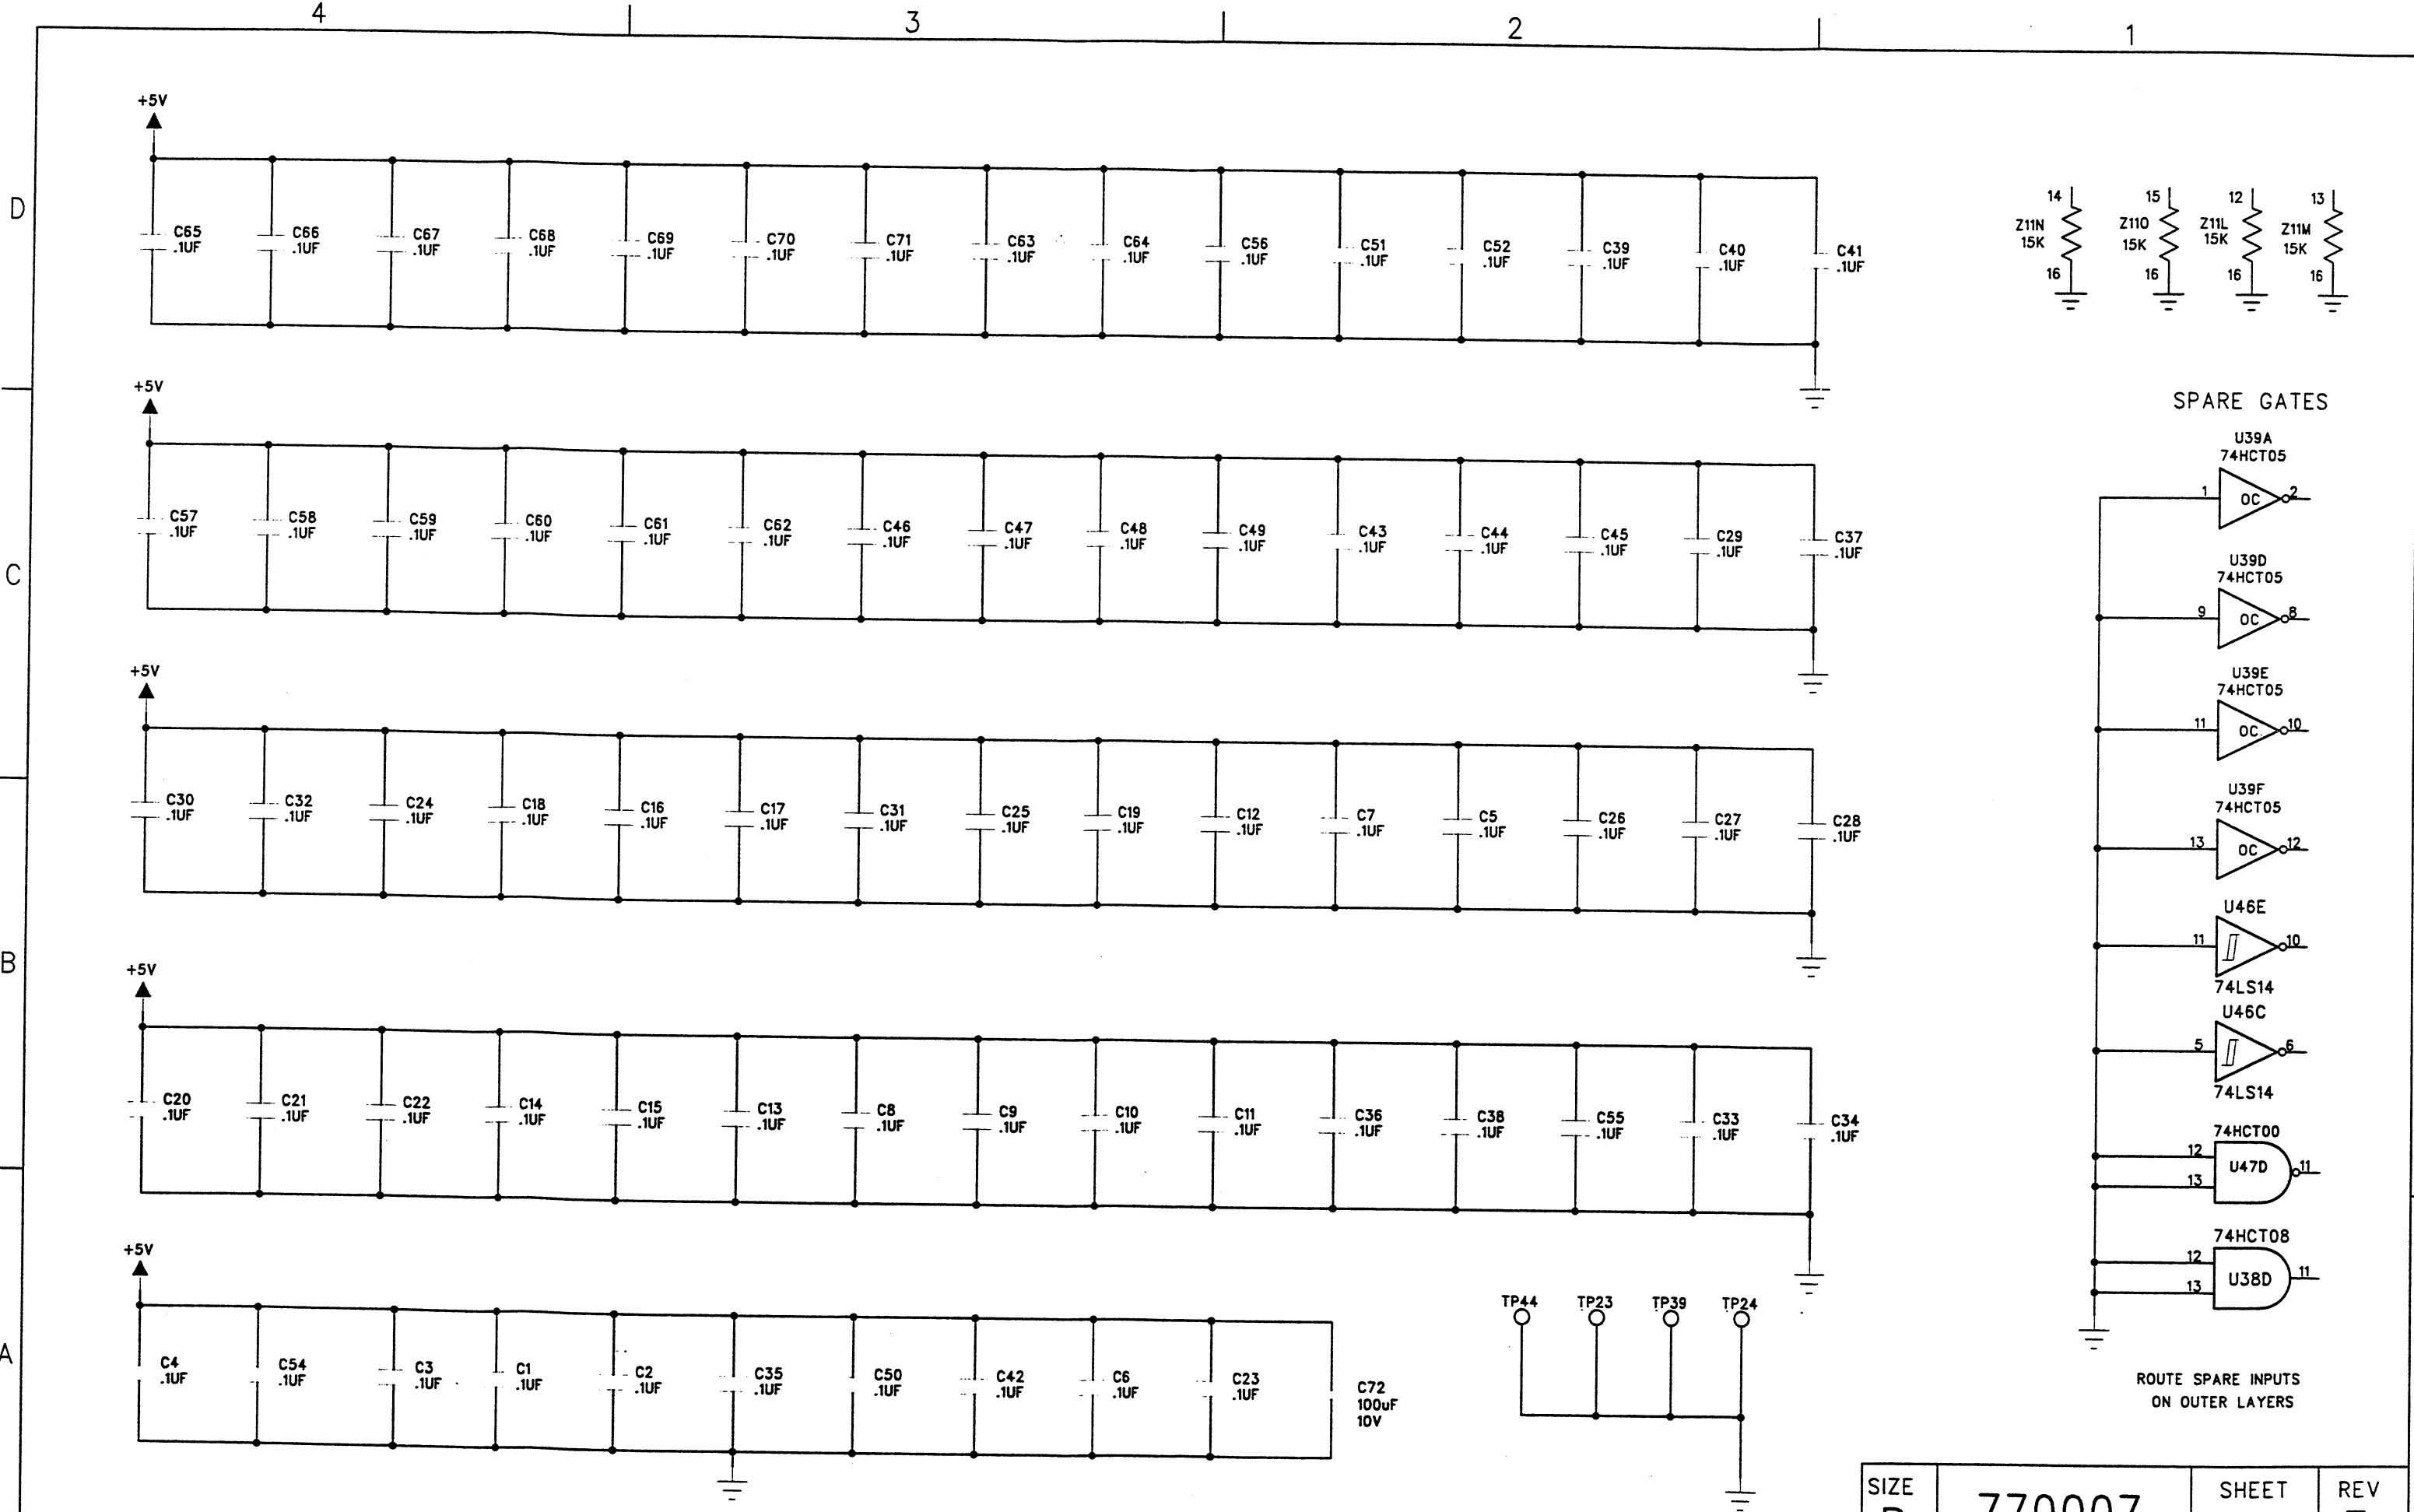 4 3 2 1
D
C
B
A
+5V
C65 .1UF
C66 .1UF
C67 .1UF
C68 .1UF
C69 .1UF
C70 .1UF
C71 .1UF
C63 .1UF
C64 .1UF
C56 .1UF
C51 .1UF
C52 .1UF
C39 .1UF
C40 .1UF
C41 .1UF
14 Z11N 15K 16
15 Z11O 15K 16
12 Z11L 15K 16
13 Z11M 15K 16
+5V
C57 .1UF
C58 .1UF
C59 .1UF
C60 .1UF
C61 .1UF
C62 .1UF
C46 .1UF
C47 .1UF
C48 .1UF
C49 .1UF
C43 .1UF
C44 .1UF
C45 .1UF
C29 .1UF
C37 .1UF
+5V
C30 .1UF
C32 .1UF
C24 .1UF
C18 .1UF
C16 .1UF
C17 .1UF
C31 .1UF
C25 .1UF
C19 .1UF
C12 .1UF
C7 .1UF
C5 .1UF
C26 .1UF
C27 .1UF
C28 .1UF
+5V
C20 .1UF
C21 .1UF
C22 .1UF
C14 .1UF
C15 .1UF
C13 .1UF
C8 .1UF
C9 .1UF
C10 .1UF
C11 .1UF
C36 .1UF
C38 .1UF
C55 .1UF
C33 .1UF
C34 .1UF
+5V
C4 .1UF
C54 .1UF
C3 .1UF
C1 .1UF
C2 .1UF
C35 .1UF
C50 .1UF
C42 .1UF
C6 .1UF
C23 .1UF
C72
100uF
10V
TP44 TP23 TP39 TP24
SPARE GATES
U39A
74HCT05
1 OC 2
U39D
74HCT05
9 OC 8
U39E
74HCT05
11 OC 10
U39F
74HCT05
13 OC 12
U46E
11 10
74LS14
U46C
5 6
74LS14
74HCT00
12
U47D 11
13
74HCT08
12
U38D 11
13
ROUTE SPARE INPUTS
ON OUTER LAYERS
SIZE SHEET REV
770007